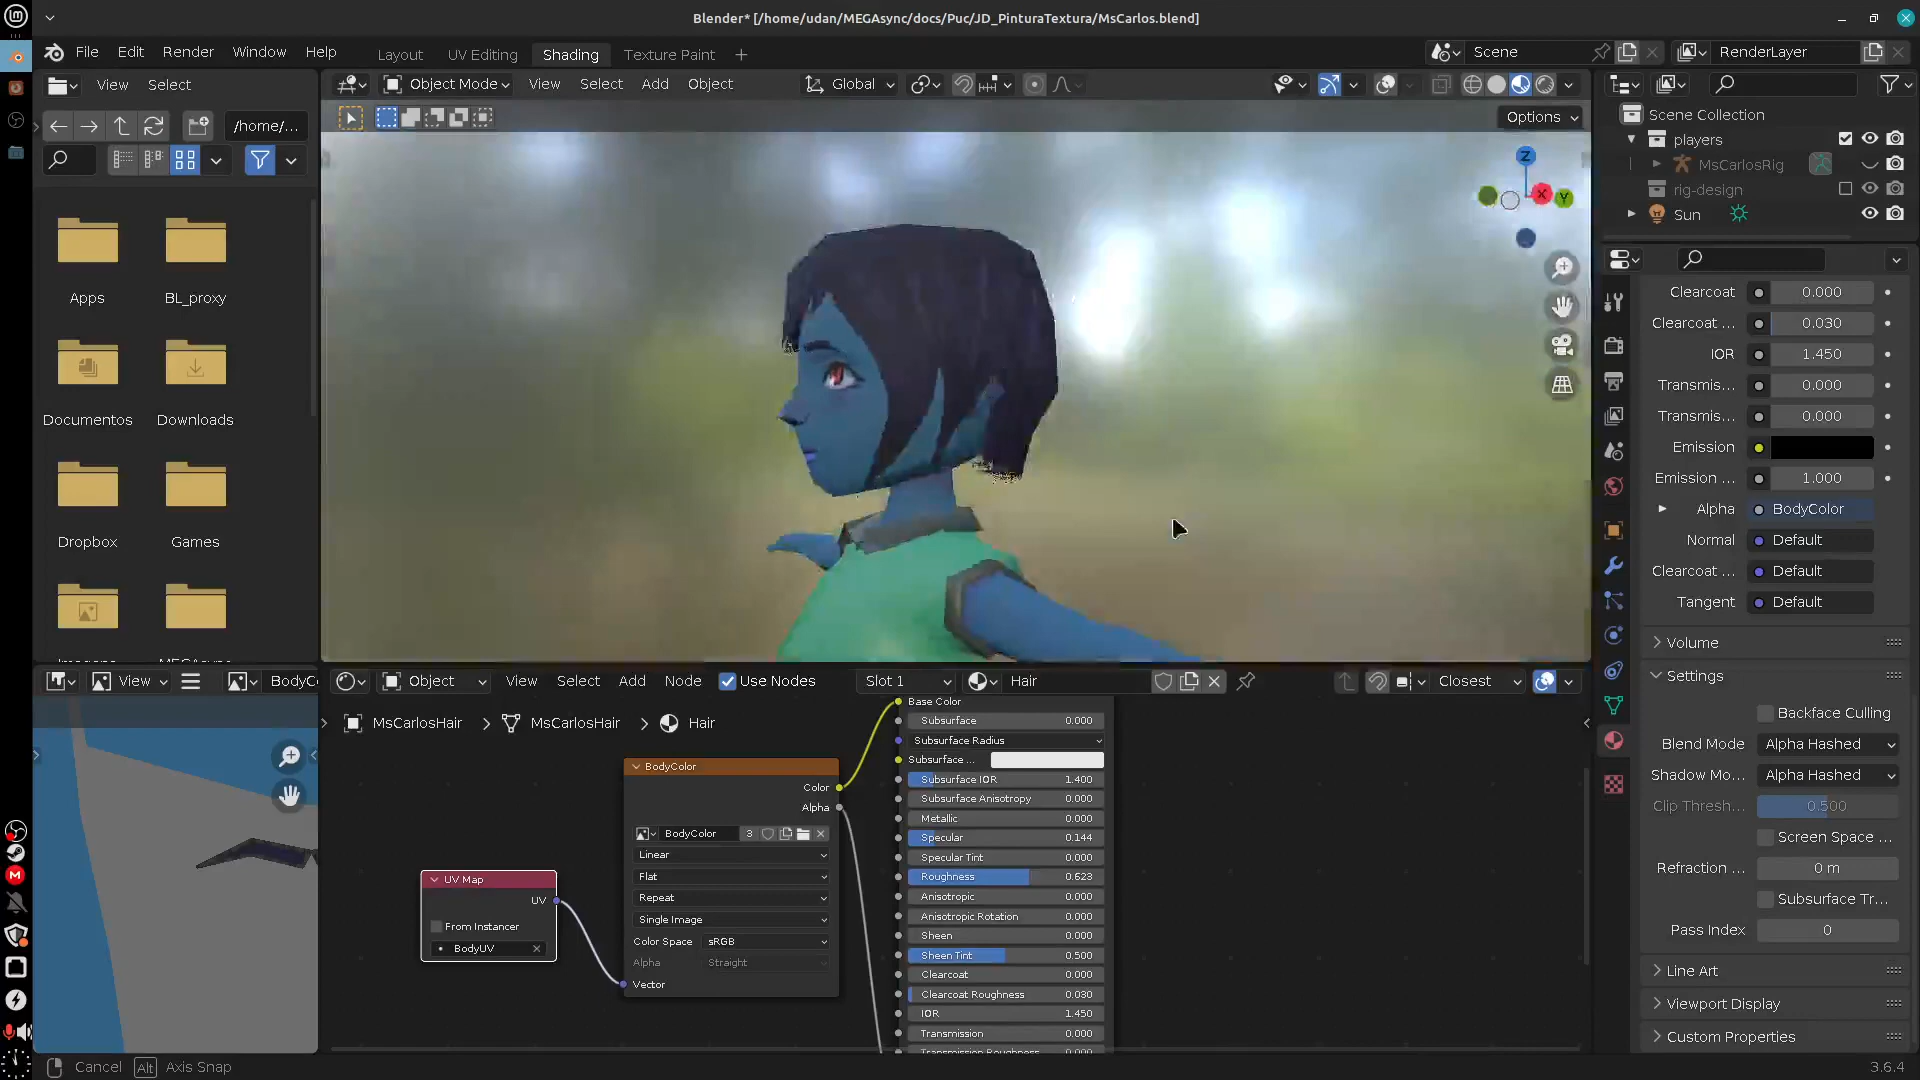 Blender* [/home/udan/MEGAsync/docs/Puc/JD_PinturaTextura/MsCarlos.blend]
File Edit Render Window Help Layout UV Editing Shading Texture Paint + Scene RenderLayer
View Select
Object Mode View Select Add Object Global
Options
/home/...
Scene Collection
players
MsCarlosRig
rig-design
Sun
Z
X
Y
Apps BL_proxy
Documentos Downloads
Dropbox Games
Clearcoat 0.000
Clearcoat ... 0.030
IOR 1.450
Transmis... 0.000
Transmis... 0.000
Emission
Emission ... 1.000
Alpha BodyColor
Normal Default
Clearcoat ... Default
Tangent Default
Volume
Settings
Backface Culling
Blend Mode Alpha Hashed
Shadow Mo... Alpha Hashed
Clip Thresh... 0.500
Screen Space ...
Refraction ... 0 m
Subsurface Tr...
Pass Index 0
Line Art
Viewport Display
Custom Properties
View BodyC
Object View Select Add Node Use Nodes Slot 1 Hair Closest
MsCarlosHair MsCarlosHair Hair
UV Map
UV
From Instancer
BodyUV
BodyColor
Color
Alpha
BodyColor 3
Linear
Flat
Repeat
Single Image
Color Space sRGB
Alpha Straight
Vector
Base Color
Subsurface 0.000
Subsurface Radius
Subsurface ...
Subsurface IOR 1.400
Subsurface Anisotropy 0.000
Metallic 0.000
Specular 0.144
Specular Tint 0.000
Roughness 0.623
Anisotropic 0.000
Anisotropic Rotation 0.000
Sheen 0.000
Sheen Tint 0.500
Clearcoat 0.000
Clearcoat Roughness 0.030
IOR 1.450
Transmission 0.000
Cancel Alt Axis Snap
3.6.4